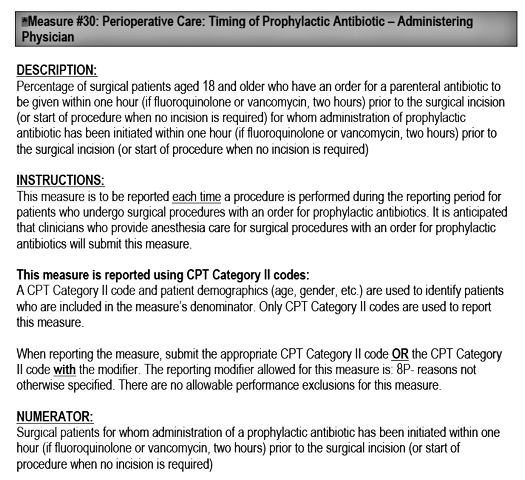 *Measure #30: Perioperative Care: Timing of Prophylactic Antibiotic – Administering
Physician
DESCRIPTION:
Percentage of surgical patients aged 18 and older who have an order for a parenteral antibiotic to
be given within one hour (if fluoroquinolone or vancomycin, two hours) prior to the surgical incision
(or start of procedure when no incision is required) for whom administration of prophylactic
antibiotic has been initiated within one hour (if fluoroquinolone or vancomycin, two hours) prior to
the surgical incision (or start of procedure when no incision is required)
INSTRUCTIONS:
This measure is to be reported each time a procedure is performed during the reporting period for
patients who undergo surgical procedures with an order for prophylactic antibiotics. It is anticipated
that clinicians who provide anesthesia care for surgical procedures with an order for prophylactic
antibiotics will submit this measure.
This measure is reported using CPT Category II codes:
A CPT Category II code and patient demographics (age, gender, etc.) are used to identify patients
who are included in the measure's denominator. Only CPT Category II codes are used to report
this measure.
When reporting the measure, submit the appropriate CPT Category II code OR the CPT Category
II code with the modifier. The reporting modifier allowed for this measure is: 8P- reasons not
otherwise specified. There are no allowable performance exclusions for this measure.
NUMERATOR:
Surgical patients for whom administration of a prophylactic antibiotic has been initiated within one
hour (if fluoroquinolone or vancomycin, two hours) prior to the surgical incision (or start of
procedure when no incision is required)